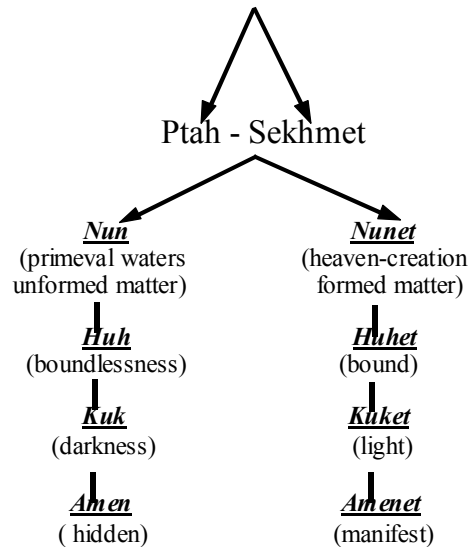 Ptah - Sekhmet
Nun
(primeval waters
unformed matter)
Huh
(boundlessness)
Kuk
(darkness)
Amen
( hidden)
Nunet
(heaven-creation
formed matter)
Huhet
(bound)
Kuket
(light)
Amenet
(manifest)